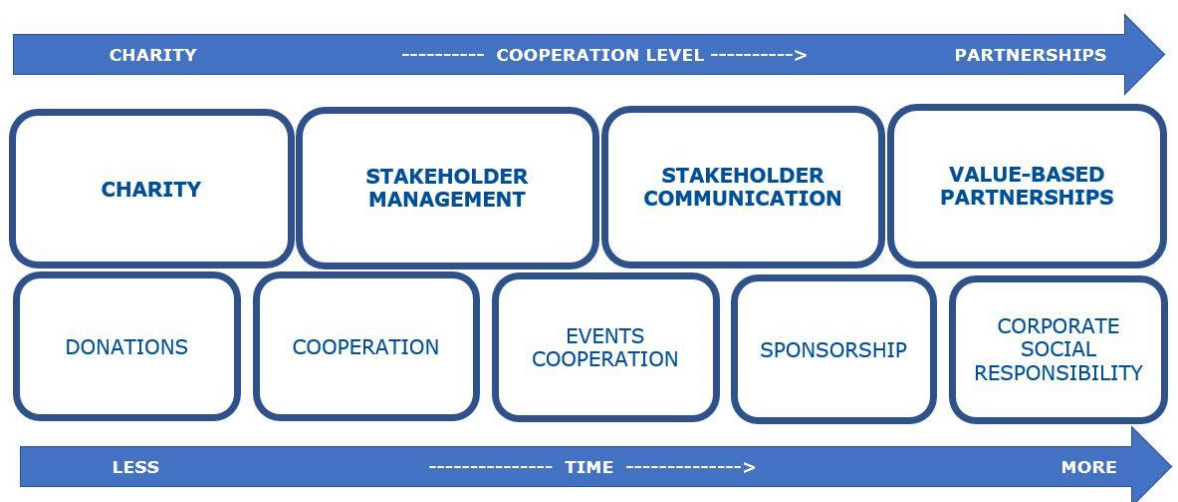 CHARITY ---------- COOPERATION LEVEL ----------> PARTNERSHIPS
CHARITY
STAKEHOLDER
MANAGEMENT
STAKEHOLDER
COMMUNICATION
VALUE-BASED
PARTNERSHIPS
DONATIONS
COOPERATION
EVENTS
COOPERATION
SPONSORSHIP
CORPORATE
SOCIAL
RESPONSIBILITY
LESS --------------- TIME --------------> MORE